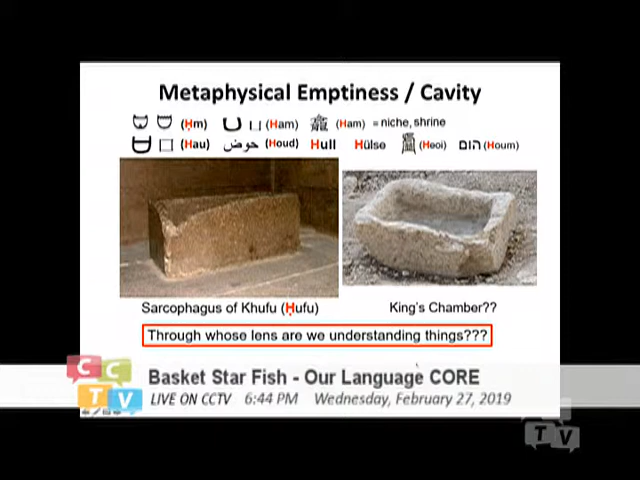 Metaphysical Emptiness / Cavity
(Ḥm) (Ham) 龕 (Ham) = niche, shrine
(Hau) حوض (Houd) Hull Hülse (Heoi) הום (Houm)
Sarcophagus of Khufu (Ḥufu) King's Chamber??
Through whose lens are we understanding things???
CCTV
Basket Star Fish - Our Language CORE
LIVE ON CCTV 6:44 PM Wednesday, February 27, 2019
TV